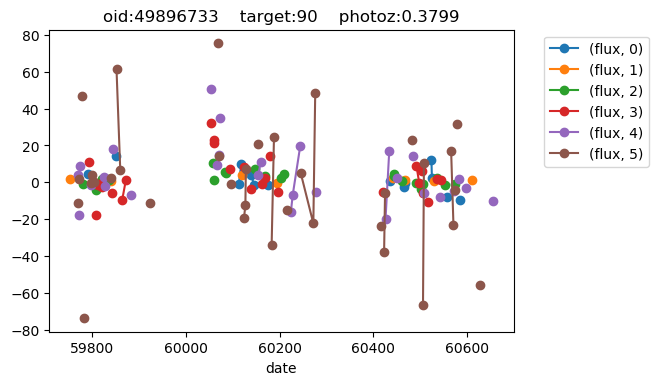 oid:49896733    target:90    photoz:0.3799
80
60
40
20
0
−20
−40
−60
−80
59800
60000
60200
60400
60600
date
(flux, 0)
(flux, 1)
(flux, 2)
(flux, 3)
(flux, 4)
(flux, 5)